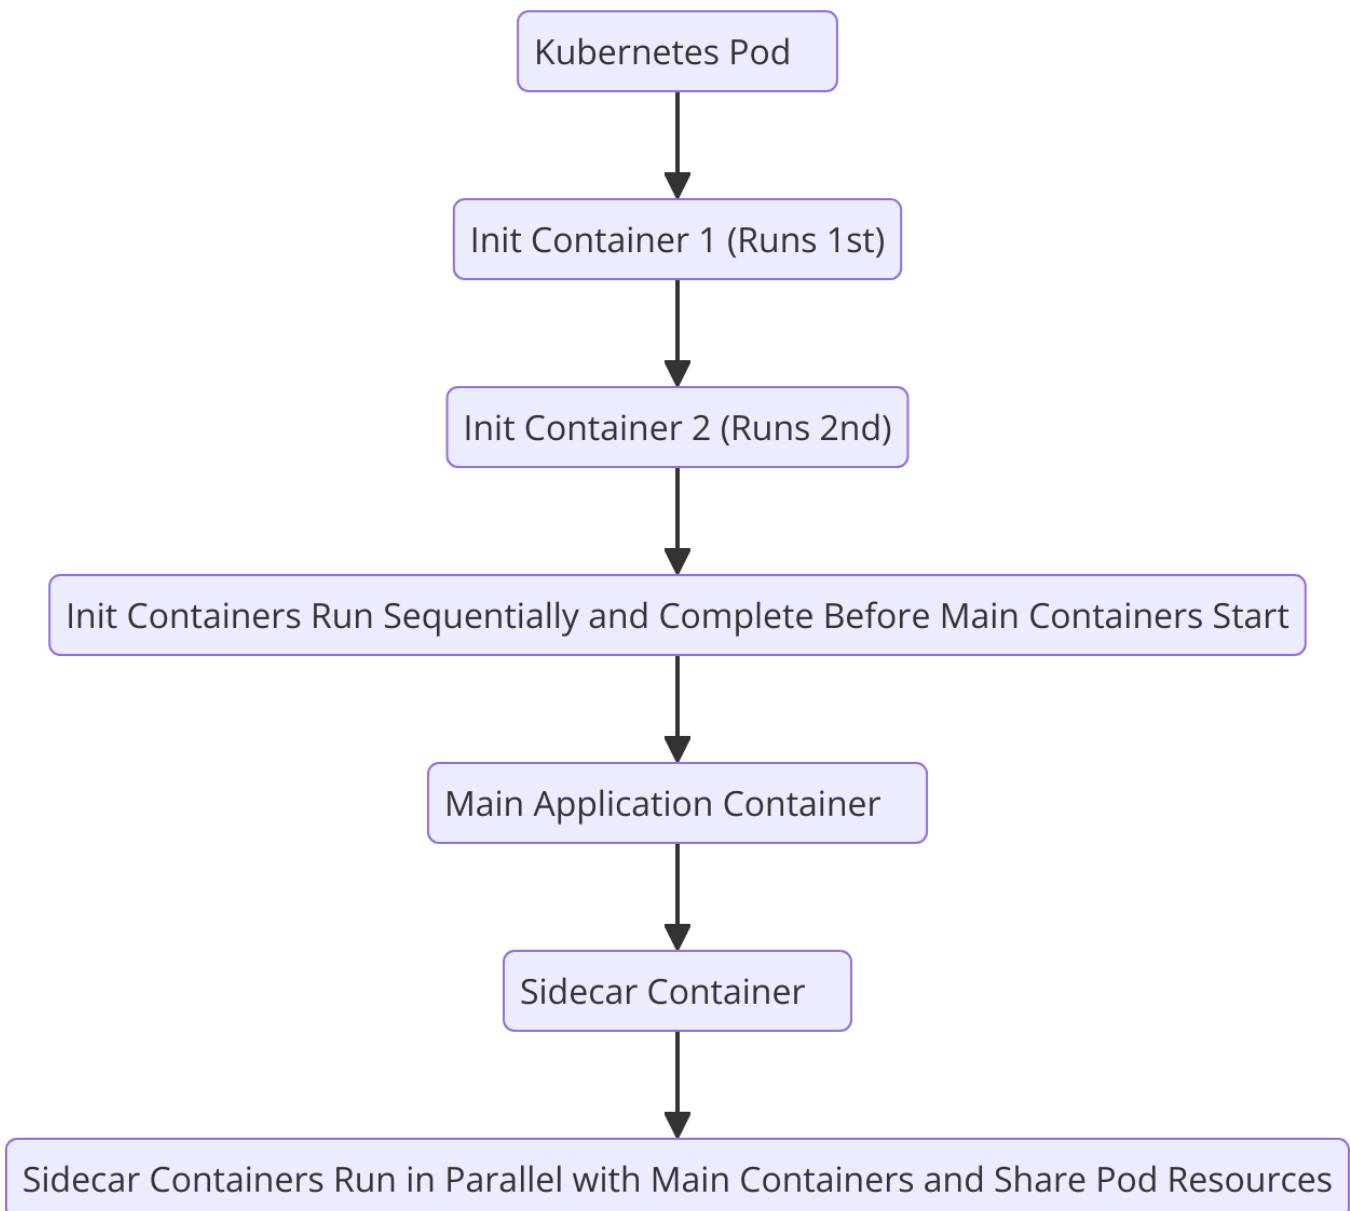 Kubernetes Pod
Init Container 1 (Runs 1st)
Init Container 2 (Runs 2nd)
Init Containers Run Sequentially and Complete Before Main Containers Start
Main Application Container
Sidecar Container
Sidecar Containers Run in Parallel with Main Containers and Share Pod Resources